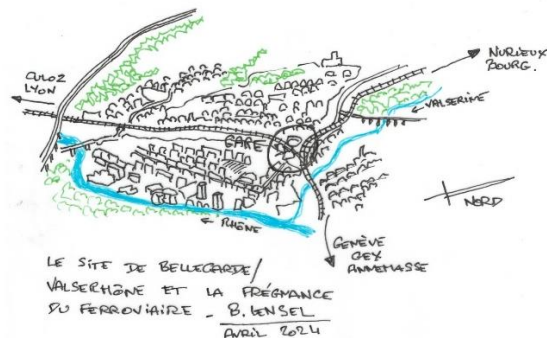 CULOZ
LYON
NURIEUX
BOURG.
← VALSERINE
GARE
NORD
← RHÔNE
GENÈVE
GEX
ANNEMASSE
LE SITE DE BELLEGARDE/
VALSERHÔNE ET LA PRÉGNANCE
DU FERROVIAIRE - B. LENSEL
AVRIL 2024